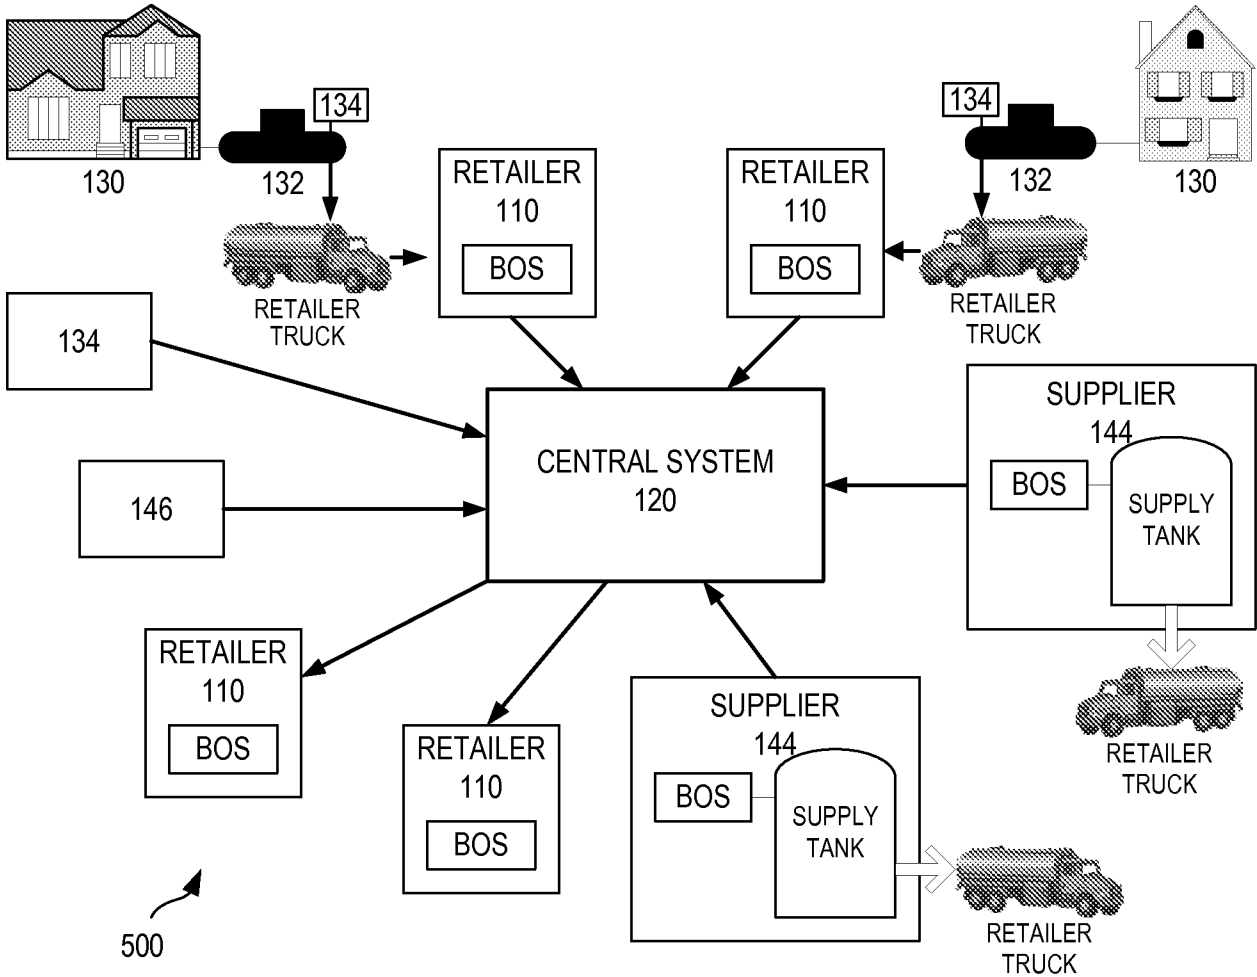 134
130
132
RETAILER
110
BOS
RETAILER
TRUCK
RETAILER
110
BOS
134
132
130
RETAILER
TRUCK
134
146
CENTRAL SYSTEM
120
SUPPLIER
144
BOS
SUPPLY
TANK
RETAILER
TRUCK
RETAILER
110
BOS
RETAILER
110
BOS
SUPPLIER
144
BOS
SUPPLY
TANK
RETAILER
TRUCK
500